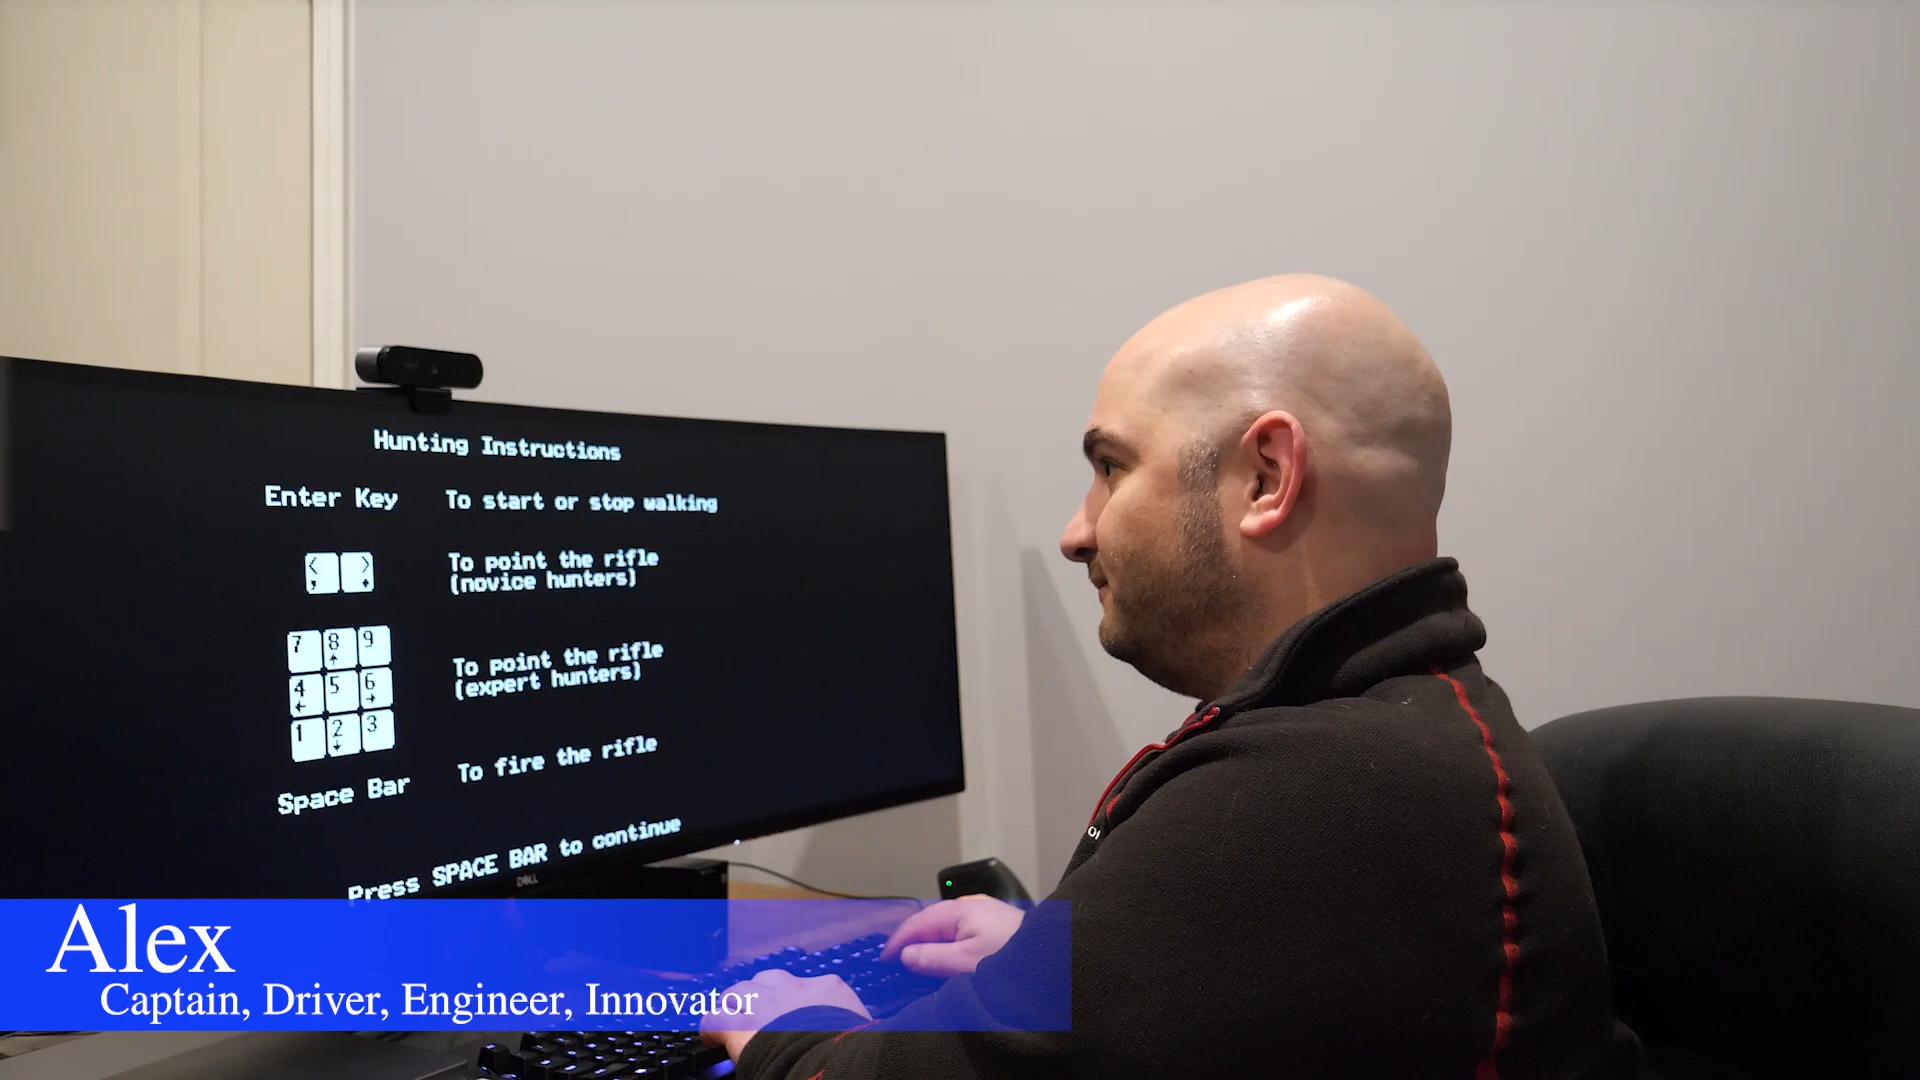 Hunting Instructions
Enter Key To start or stop walking
< >
, .
To point the rifle
(novice hunters)
7 8 9
4 5 6
1 2 3
To point the rifle
(expert hunters)
Space Bar To fire the rifle
Press SPACE BAR to continue
DELL
Alex
Captain, Driver, Engineer, Innovator